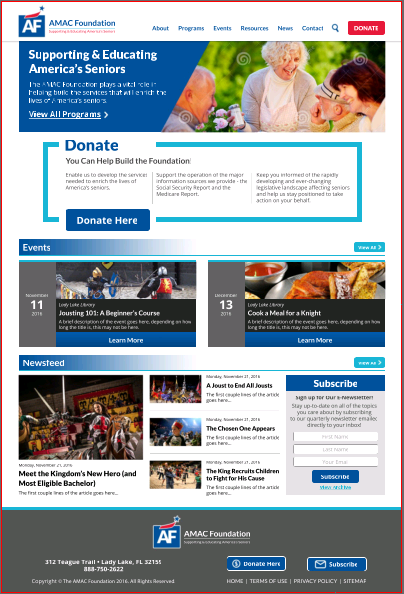 AF
AMAC Foundation
Supporting & Educating America's Seniors
About Programs Events Resources News Contact DONATE
Supporting & Educating
America's Seniors
The AMAC Foundation plays a vital role in
helping build the services that will enrich the
lives of America's seniors.
View All Programs
Donate
You Can Help Build the Foundation!
Enable us to develop the services
needed to enrich the lives of
America's seniors.
Support the operation of the major
information sources we provide - the
Social Security Report and the
Medicare Report.
Keep you informed of the rapidly
developing and ever-changing
legislative landscape affecting seniors
and help us stay positioned to take
action on your behalf.
Donate Here
Events
View All
November
11
2016
Lady Lake Library
Jousting 101: A Beginner's Course
A brief description of the event goes here, depending on how
long the title is, this may not be here.
Learn More
December
13
2016
Lady Lake Library
Cook a Meal for a Knight
A brief description of the event goes here, depending on how
long the title is, this may not be here.
Learn More
Newsfeed
View All
Monday, November 21, 2016
Meet the Kingdom's New Hero (and
Most Eligible Bachelor)
The first couple lines of the article goes here...
Monday, November 21, 2016
A Joust to End All Jousts
The first couple lines of the article
goes here...
Monday, November 21, 2016
The Chosen One Appears
The first couple lines of the article
goes here...
Monday, November 21, 2016
The King Recruits Children
to Fight for His Cause
The first couple lines of the article
goes here...
Subscribe
Sign up for Our E-Newsletter!
Stay up-to-date on all of the topics
you care about by subscribing
to our quarterly newsletter emailed
directly to your inbox!
First Name
Last Name
Your Email
Subscribe
View Archive
AF
AMAC Foundation
Supporting & Educating America's Seniors
312 Teague Trail • Lady Lake, FL 32159
888-750-2622
Donate Here
Subscribe
Copyright © The AMAC Foundation 2016. All Rights Reserved.
HOME | TERMS OF USE | PRIVACY POLICY | SITEMAP